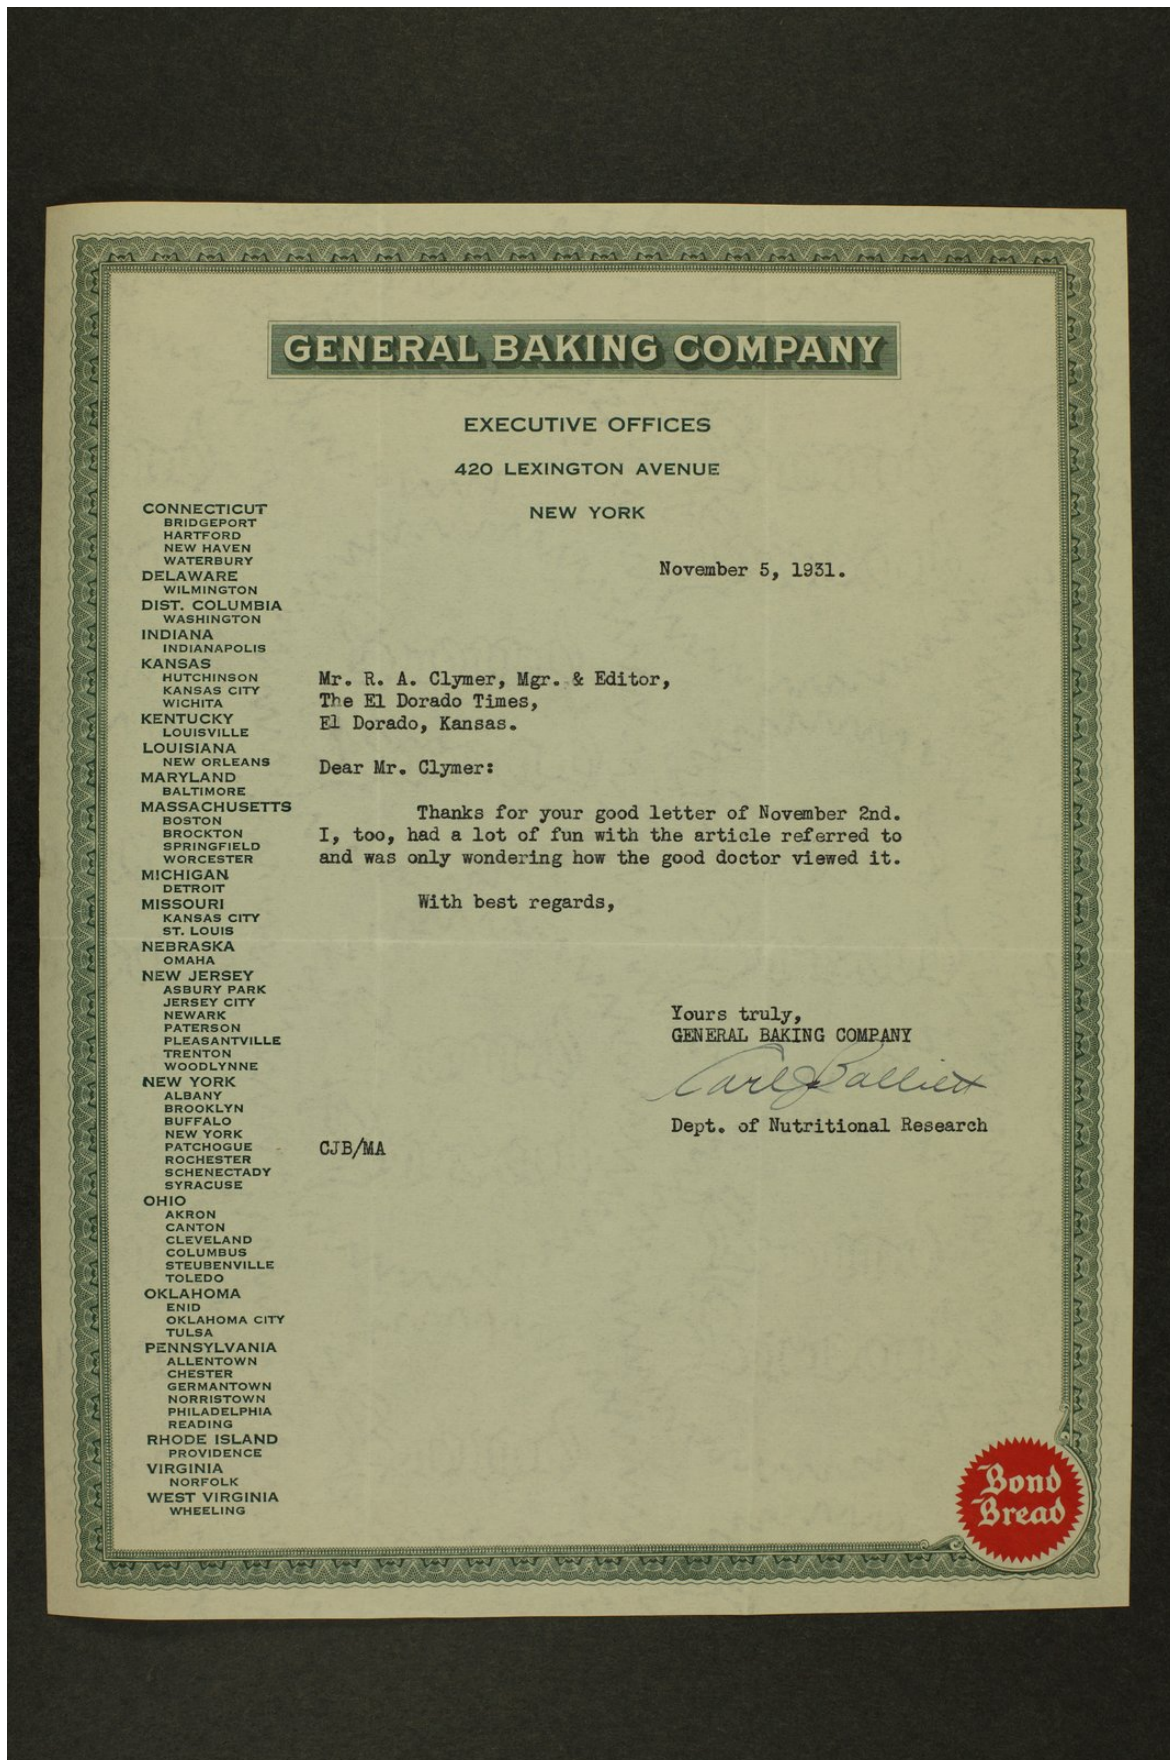 GENERAL BAKING COMPANY
EXECUTIVE OFFICES
420 LEXINGTON AVENUE
NEW YORK
CONNECTICUT
BRIDGEPORT
HARTFORD
NEW HAVEN
WATERBURY
DELAWARE
WILMINGTON
DIST. COLUMBIA
WASHINGTON
INDIANA
INDIANAPOLIS
KANSAS
HUTCHINSON
KANSAS CITY
WICHITA
KENTUCKY
LOUISVILLE
LOUISIANA
NEW ORLEANS
MARYLAND
BALTIMORE
MASSACHUSETTS
BOSTON
BROCKTON
SPRINGFIELD
WORCESTER
MICHIGAN
DETROIT
MISSOURI
KANSAS CITY
ST. LOUIS
NEBRASKA
OMAHA
NEW JERSEY
ASBURY PARK
JERSEY CITY
NEWARK
PATERSON
PLEASANTVILLE
TRENTON
WOODLYNNE
NEW YORK
ALBANY
BROOKLYN
BUFFALO
NEW YORK
PATCHOGUE
ROCHESTER
SCHENECTADY
SYRACUSE
OHIO
AKRON
CANTON
CLEVELAND
COLUMBUS
STEUBENVILLE
TOLEDO
OKLAHOMA
ENID
OKLAHOMA CITY
TULSA
PENNSYLVANIA
ALLENTOWN
CHESTER
GERMANTOWN
NORRISTOWN
PHILADELPHIA
READING
RHODE ISLAND
PROVIDENCE
VIRGINIA
NORFOLK
WEST VIRGINIA
WHEELING
November 5, 1931.
Mr. R. A. Clymer, Mgr. & Editor,
The El Dorado Times,
El Dorado, Kansas.
Dear Mr. Clymer:
Thanks for your good letter of November 2nd.
I, too, had a lot of fun with the article referred to
and was only wondering how the good doctor viewed it.
With best regards,
Yours truly,
GENERAL BAKING COMPANY
Carl J Balliett
Dept. of Nutritional Research
CJB/MA
Bond
Bread